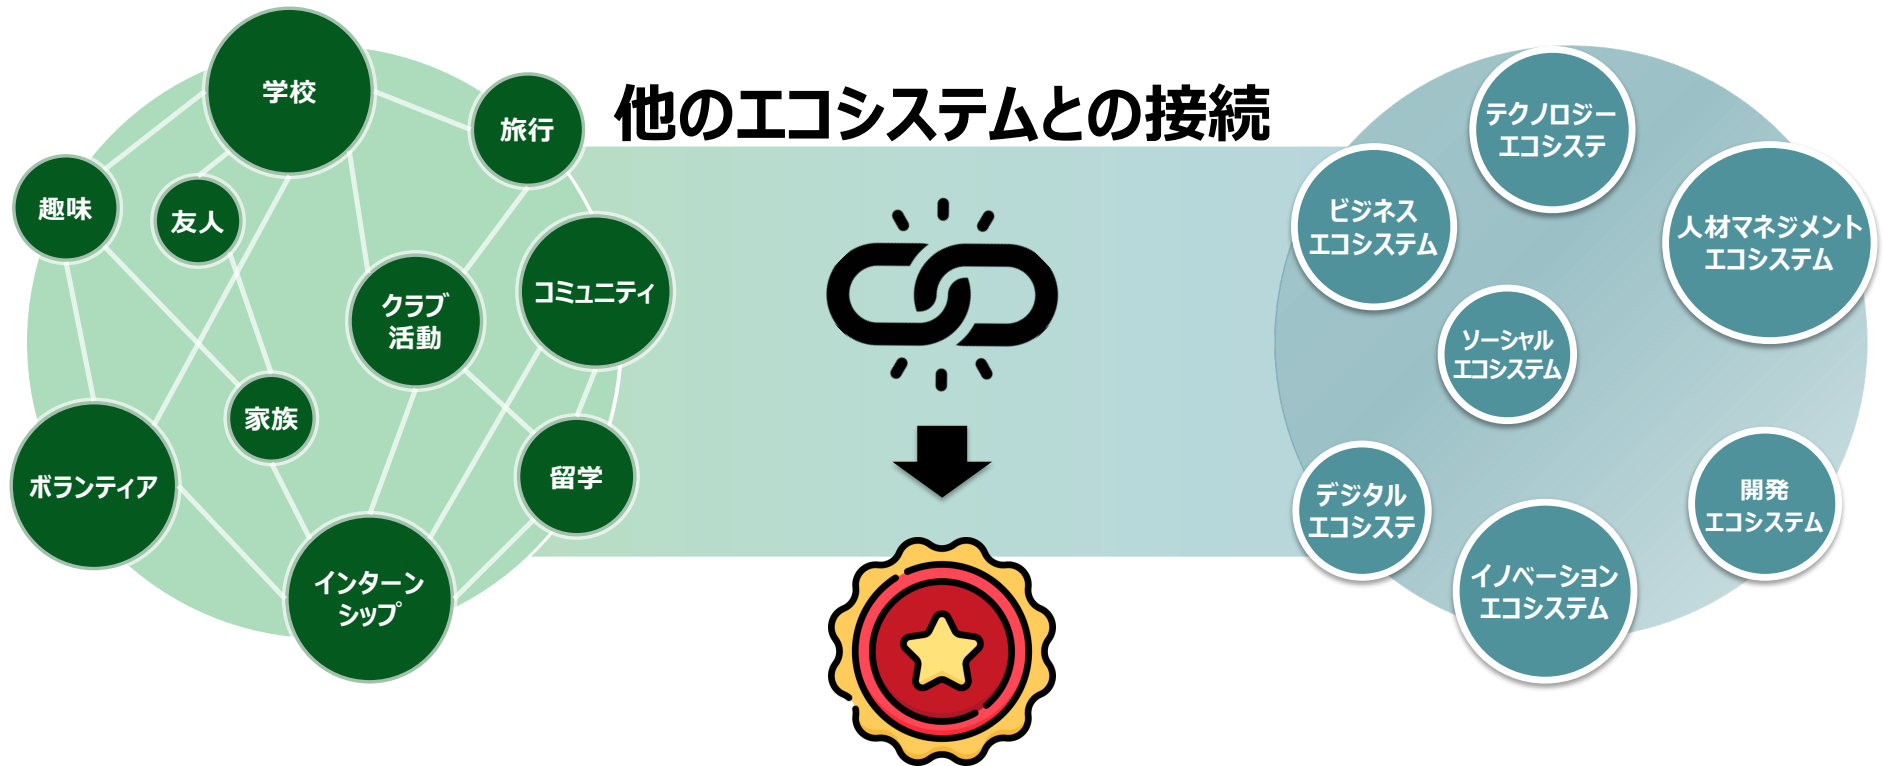 他のエコシステムとの接続
学校
旅行
趣味
友人
コミュニティ
クラブ
活動
家族
ボランティア
留学
インターン
シップ
テクノロジー
エコシステ
ビジネス
エコシステム
人材マネジメント
エコシステム
ソーシャル
エコシステム
デジタル
エコシステ
開発
エコシステム
イノベーション
エコシステム